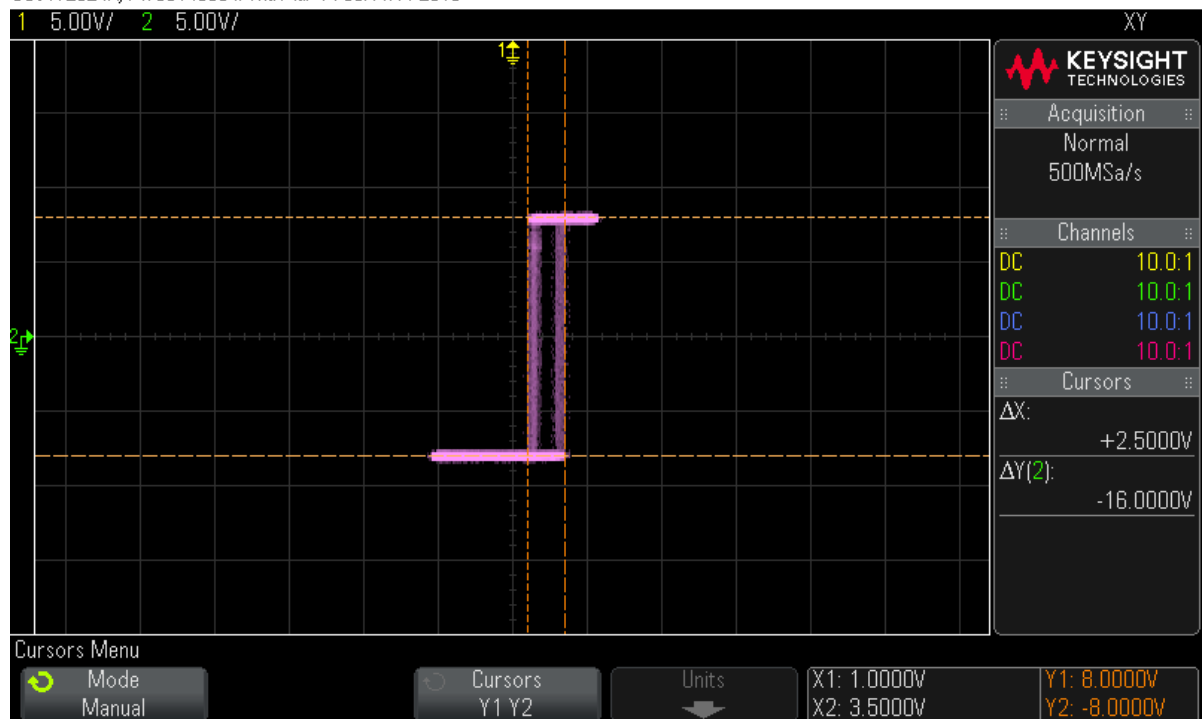 1 5.00V/ 2 5.00V/ XY
1
KEYSIGHT
TECHNOLOGIES
Acquisition
Normal
500MSa/s
Channels
DC 10.0:1
DC 10.0:1
DC 10.0:1
DC 10.0:1
2
Cursors
ΔX:
+2.5000V
ΔY(2):
-16.0000V
Cursors Menu
Mode
Manual
Cursors
Y1 Y2
Units
X1: 1.0000V
X2: 3.5000V
Y1: 8.0000V
Y2: -8.0000V